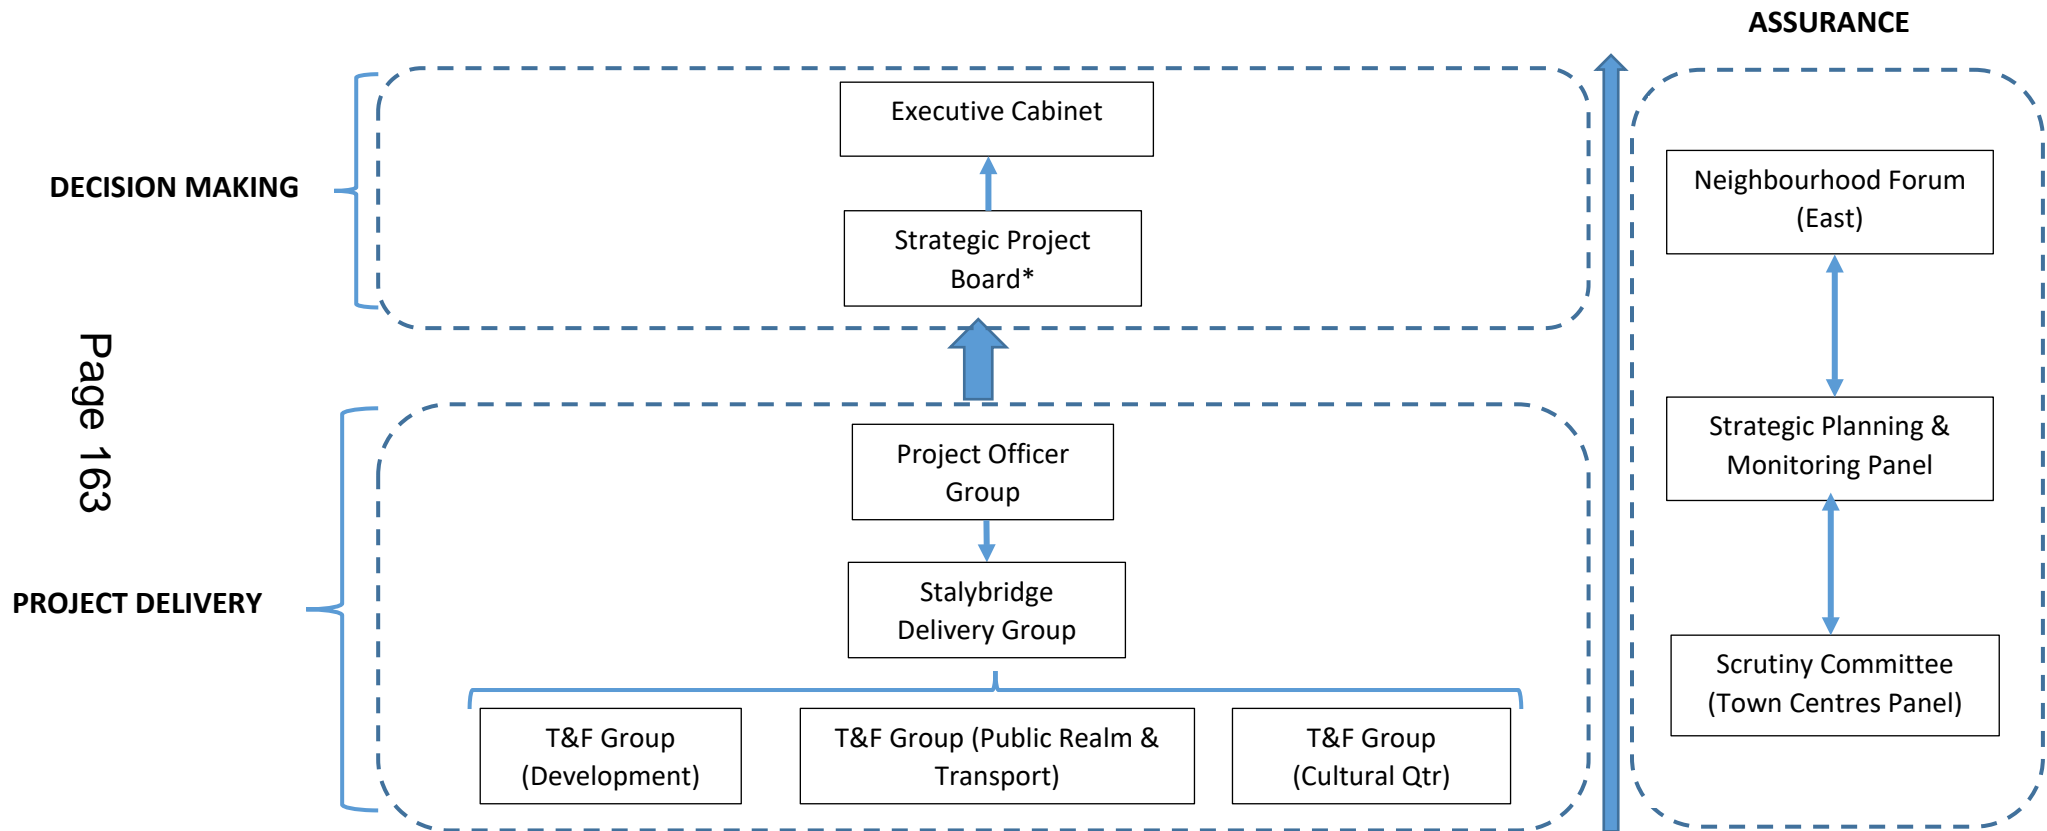 ASSURANCE
DECISION MAKING
Executive Cabinet
Strategic Project
Board*
Neighbourhood Forum
(East)
Page 163
PROJECT DELIVERY
Project Officer
Group
Stalybridge
Delivery Group
T&F Group
(Development)
T&F Group (Public Realm &
Transport)
T&F Group
(Cultural Qtr)
Strategic Planning &
Monitoring Panel
Scrutiny Committee
(Town Centres Panel)